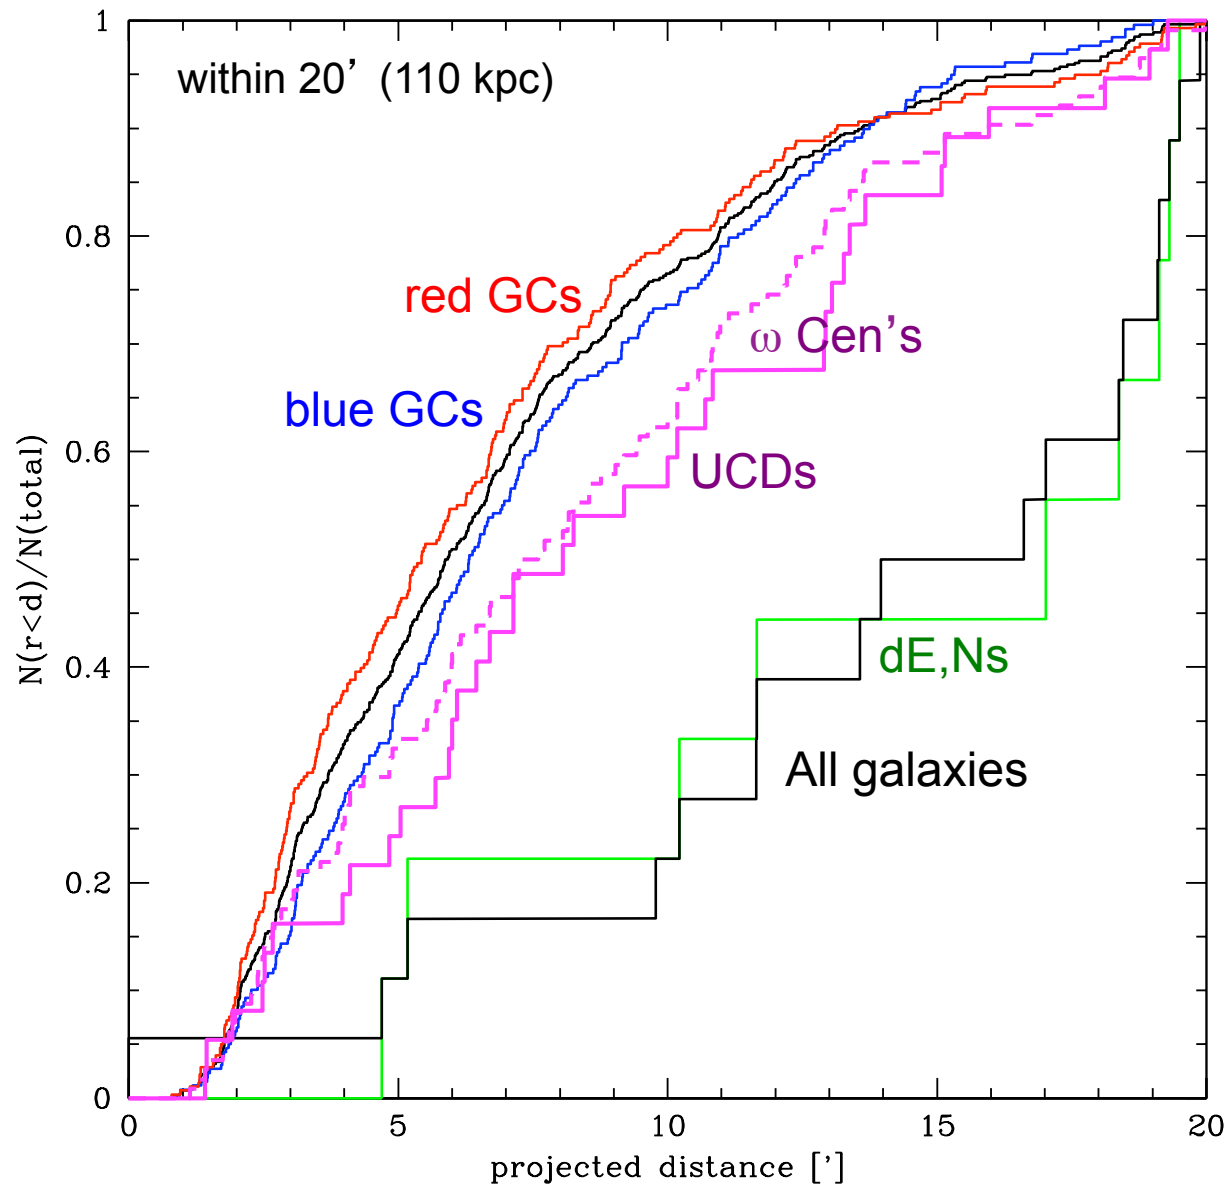 1
within 20’ (110 kpc)
0.8
red GCs
ω Cen’s
blue GCs
0.6
UCDs
N(r<d)/N(total)
0.4
dE,Ns
All galaxies
0.2
0
0 5 10 15 20
projected distance [']